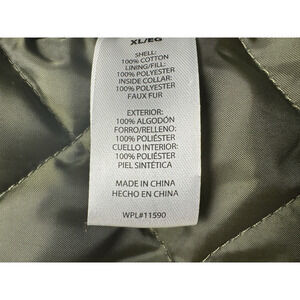 XL/EG
SHELL:
100% COTTON
LINING/FILL:
100% POLYESTER
INSIDE COLLAR:
100% POLYESTER
FAUX FUR
EXTERIOR:
100% ALGODÓN
FORRO/RELLENO:
100% POLIÉSTER
CUELLO INTERIOR:
100% POLIÉSTER
PIEL SINTÉTICA
MADE IN CHINA
HECHO EN CHINA
WPL#11590